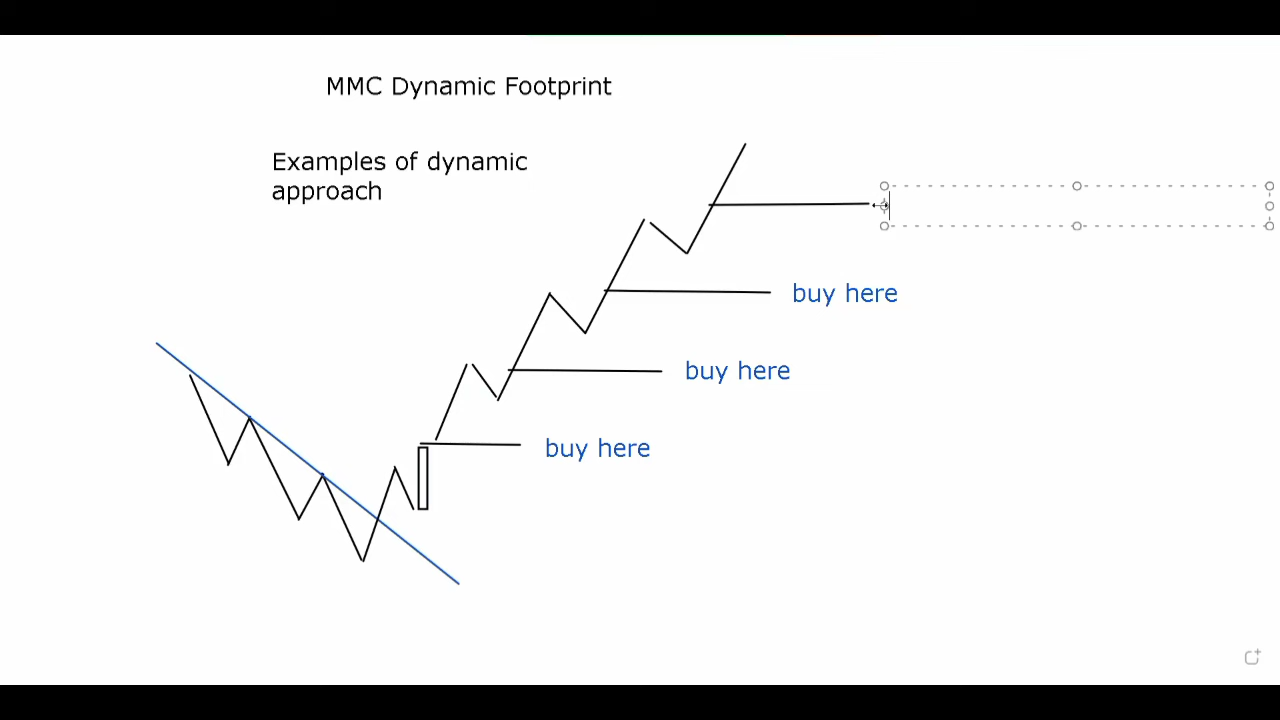 MMC Dynamic Footprint
Examples of dynamic
approach
buy here
buy here
buy here